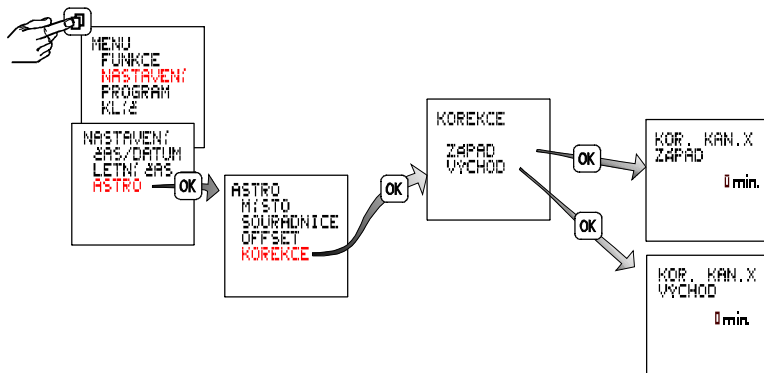 MENU
FUNKCE
NASTAVENÍ
PROGRAM
KLÍČ
NASTAVENÍ
ČAS/DATUM
LETNÍ ČAS
ASTRO
OK
ASTRO
MÍSTO
SOUŘADNICE
OFFSET
KOREKCE
OK
KOREKCE
ZÁPAD
VÝCHOD
OK
OK
KOR. KAN.X
ZÁPAD
0 min.
KOR. KAN.X
VÝCHOD
0 min.